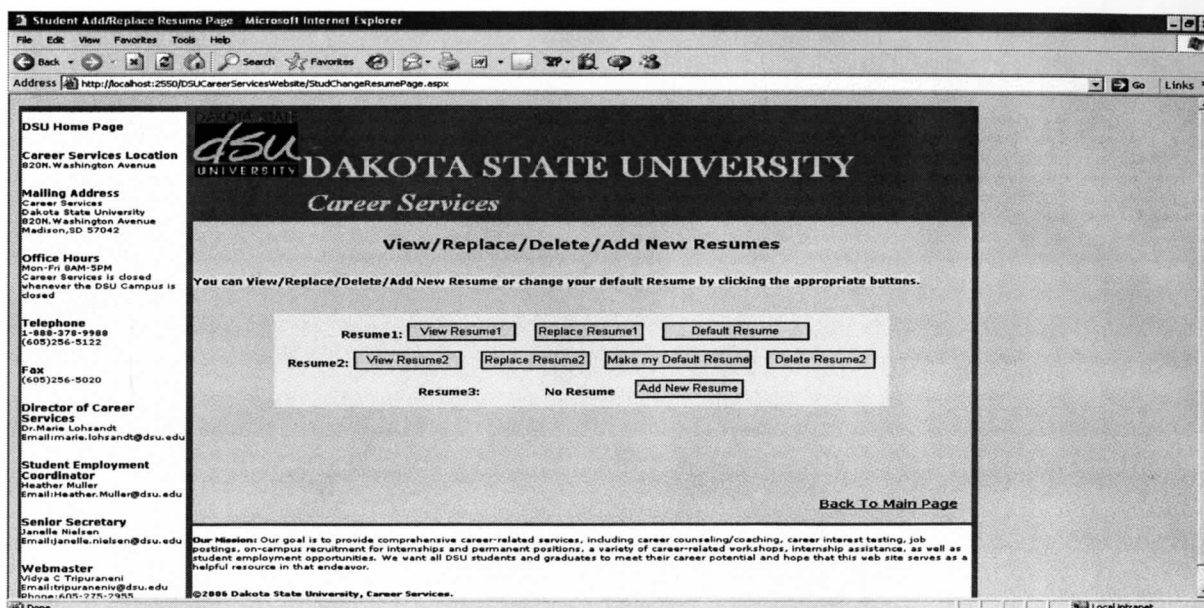 Student Add/Replace Resume Page - Microsoft Internet Explorer
File Edit View Favorites Tools Help
Back Search Favorites
Address http://localhost:2550/DSUCareerServicesWebsite/StudChangeResumePage.aspx Go Links
DSU Home Page
Career Services Location
820N.Washington Avenue
Mailing Address
Career Services
Dakota State University
820N.Washington Avenue
Madison,SD 57042
Office Hours
Mon-Fri 8AM-5PM
Career Services is closed
whenever the DSU Campus is
closed
Telephone
1-888-378-9988
(605)256-5122
Fax
(605)256-5020
Director of Career
Services
Dr.Marie Lohsandt
Email:marie.lohsandt@dsu.edu
Student Employment
Coordinator
Heather Muller
Email:Heather.Muller@dsu.edu
Senior Secretary
Janelle Nielsen
Email:janelle.nielsen@dsu.edu
Webmaster
Vidya C Tripuraneni
Email:tripuraneniv@dsu.edu
Phone:605-275-2955
DAKOTA STATE
dsu
UNIVERSITY
DAKOTA STATE UNIVERSITY
Career Services
View/Replace/Delete/Add New Resumes
You can View/Replace/Delete/Add New Resume or change your default Resume by clicking the appropriate buttons.
Resume1: View Resume1 Replace Resume1 Default Resume
Resume2: View Resume2 Replace Resume2 Make my Default Resume Delete Resume2
Resume3: No Resume Add New Resume
Back To Main Page
Our Mission: Our goal is to provide comprehensive career-related services, including career counseling/coaching, career interest testing, job
postings, on-campus recruitment for internships and permanent positions, a variety of career-related workshops, internship assistance, as well as
student employment opportunities. We want all DSU students and graduates to meet their career potential and hope that this web site serves as a
helpful resource in that endeavor.
©2006 Dakota State University, Career Services.
Done Local intranet